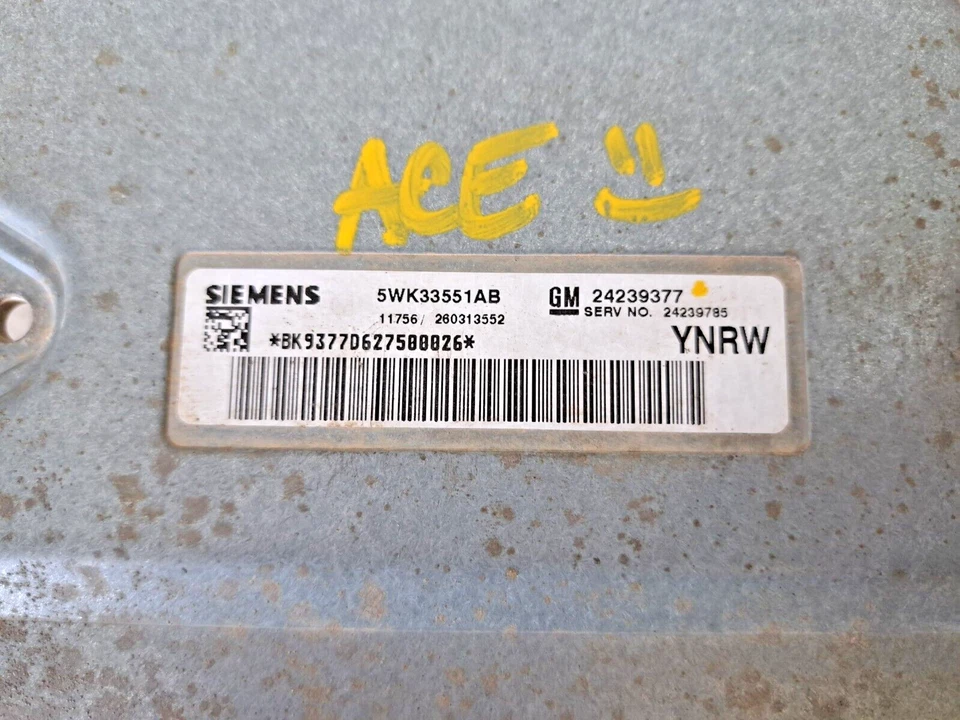 ACE
SIEMENS 5WK33551AB GM 24239377
11756/ 260313552 SERV NO. 24239785
*BK9377D627500026* YNRW